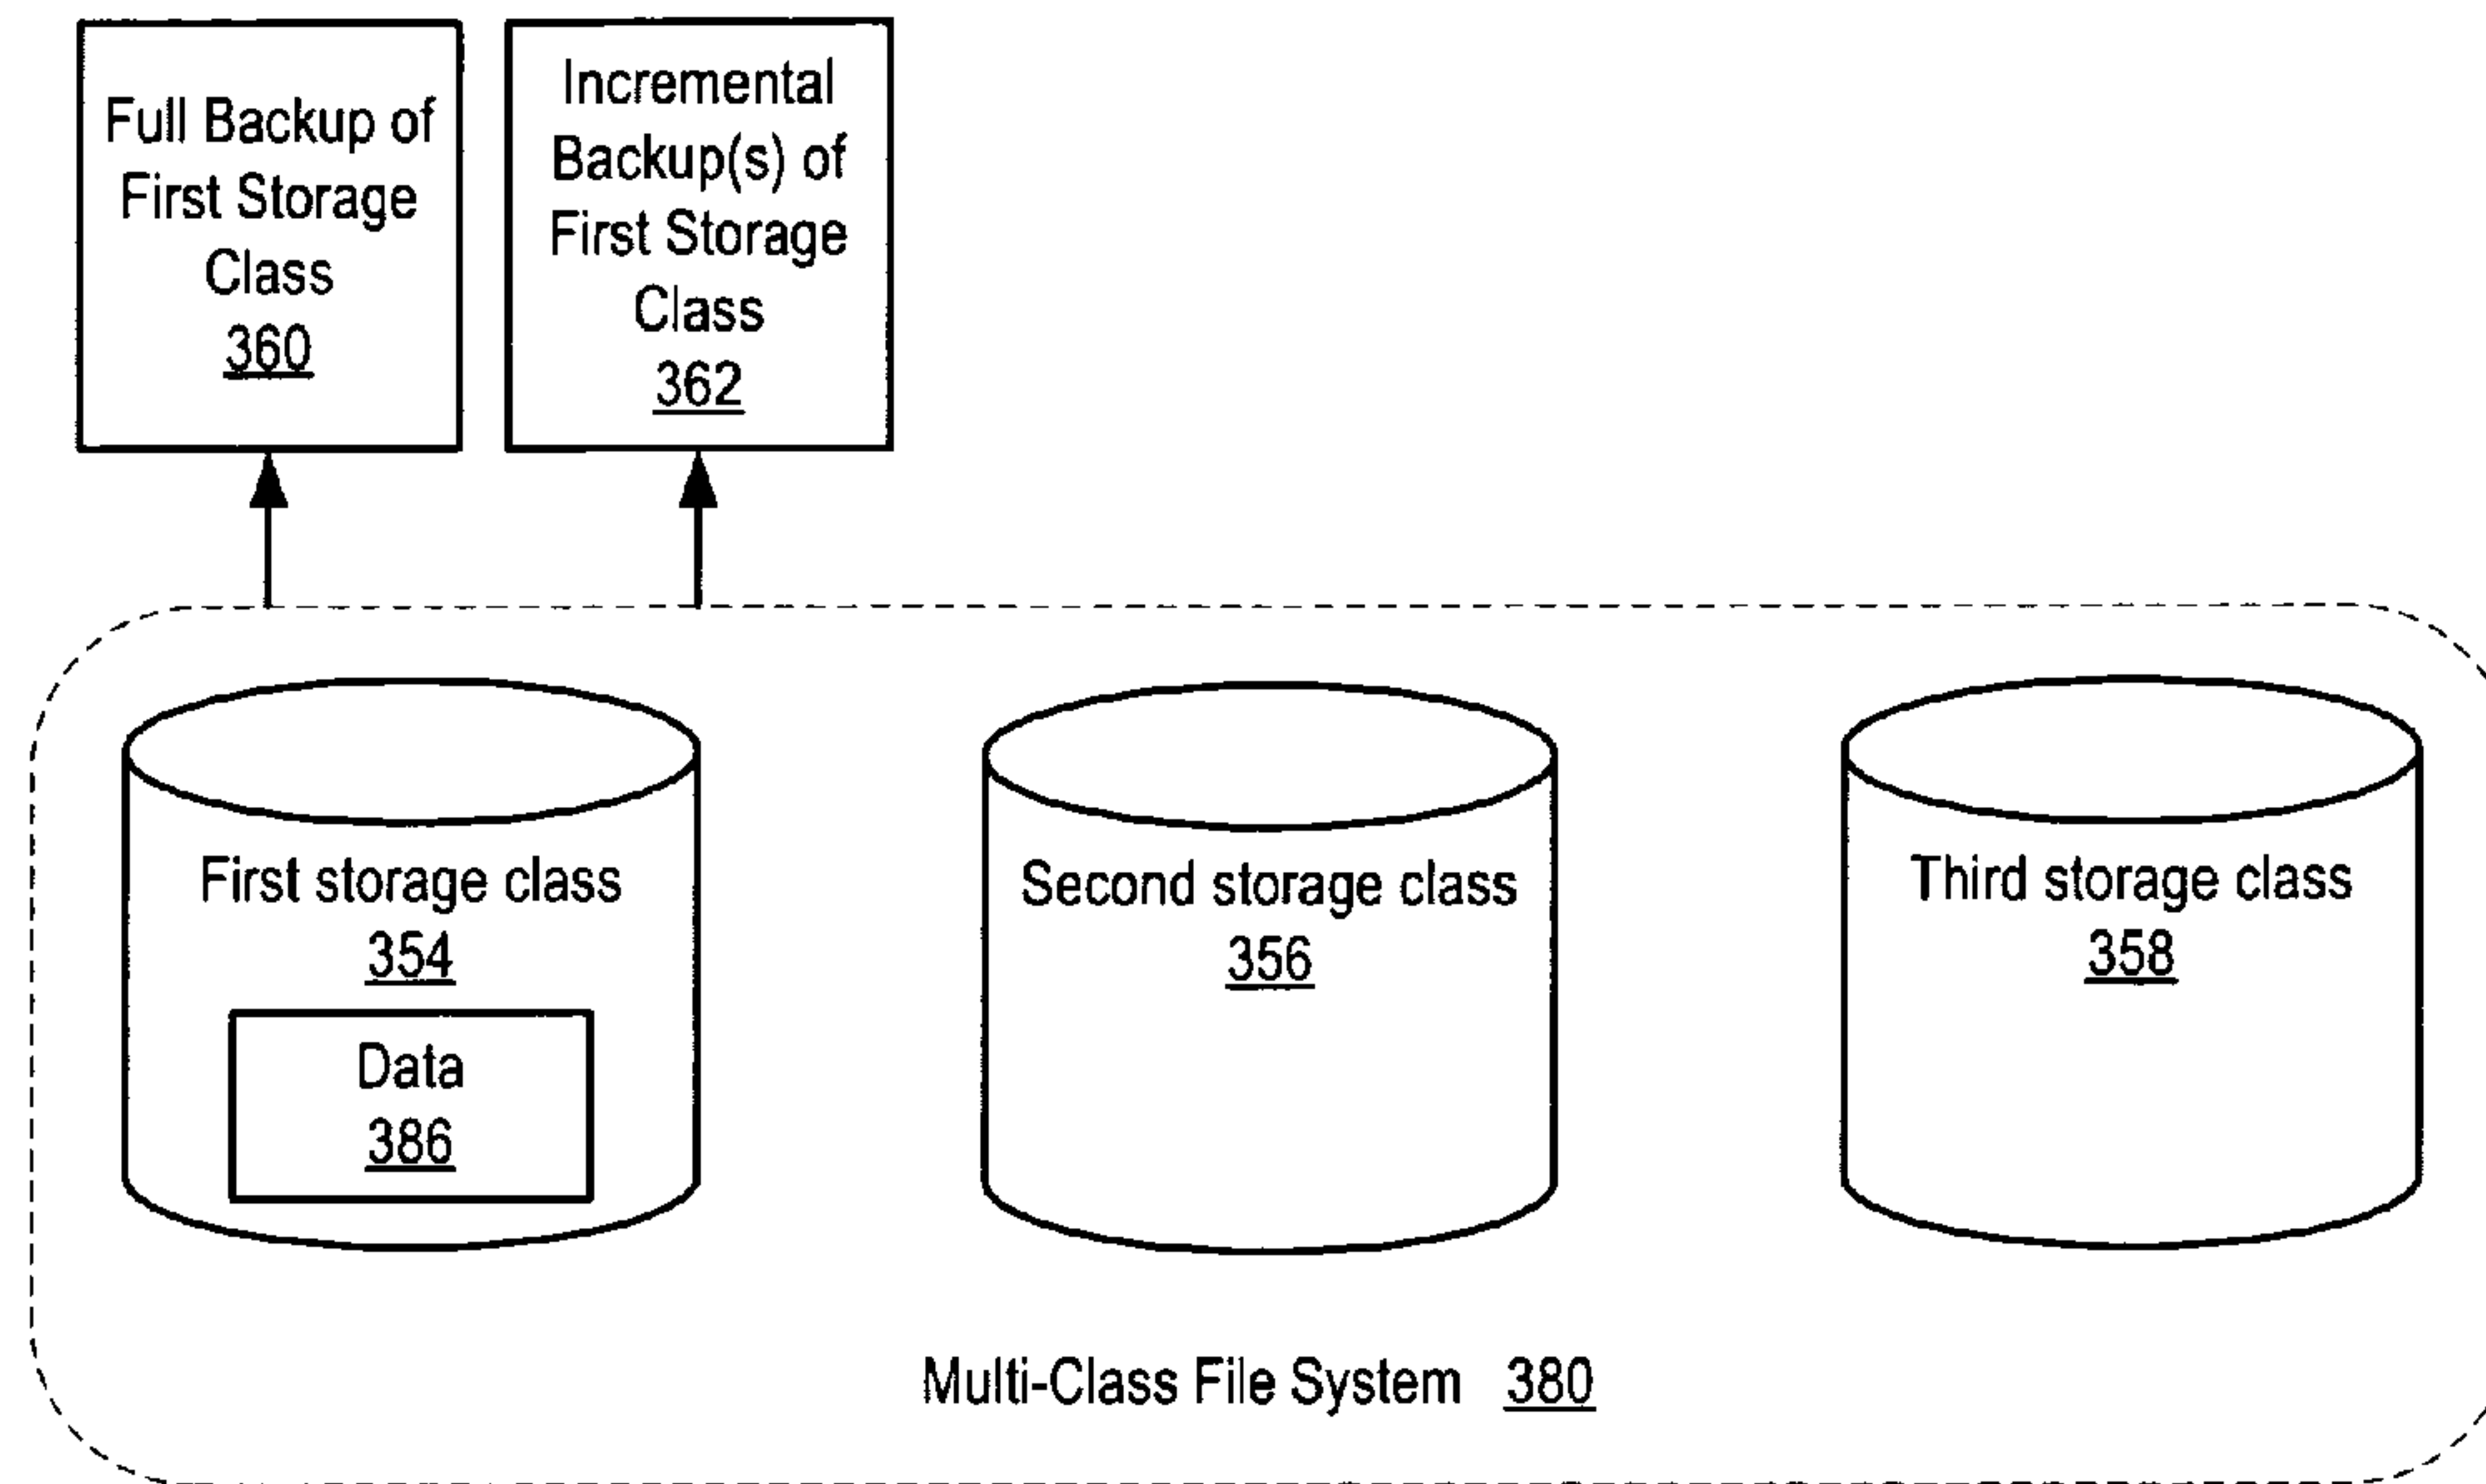 Full Backup of
First Storage
Class
360
Incremental
Backup(s) of
First Storage
Class
362
First storage class
354
Data
386
Second storage class
356
Third storage class
358
Multi-Class File System 380